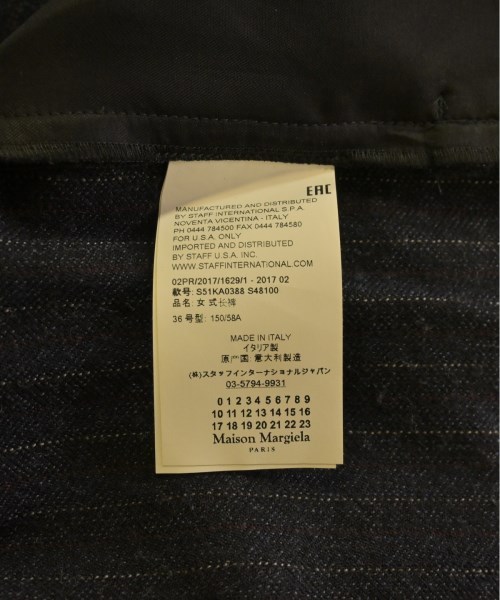 EAC
MANUFACTURED AND DISTRIBUTED
BY STAFF INTERNATIONAL S.P.A.
NOVENTA VICENTINA - ITALY
PH 0444 784500 FAX 0444 784580
FOR U.S.A. ONLY
IMPORTED AND DISTRIBUTED
BY STAFF U.S.A. INC.
WWW.STAFFINTERNATIONAL.COM
02PR/2017/1629/1 - 2017 02
款号: S51KA0388 S48100
品名: 女式长裤
36 号型: 150/58A
MADE IN ITALY
イタリア製
原产国 意大利製造
(株)スタッフインターナショナルジャパン
03-5794-9931
0 1 2 3 4 5 6 7 8 9
10 11 12 13 14 15 16
17 18 19 20 21 22 23
Maison Margiela
PARIS